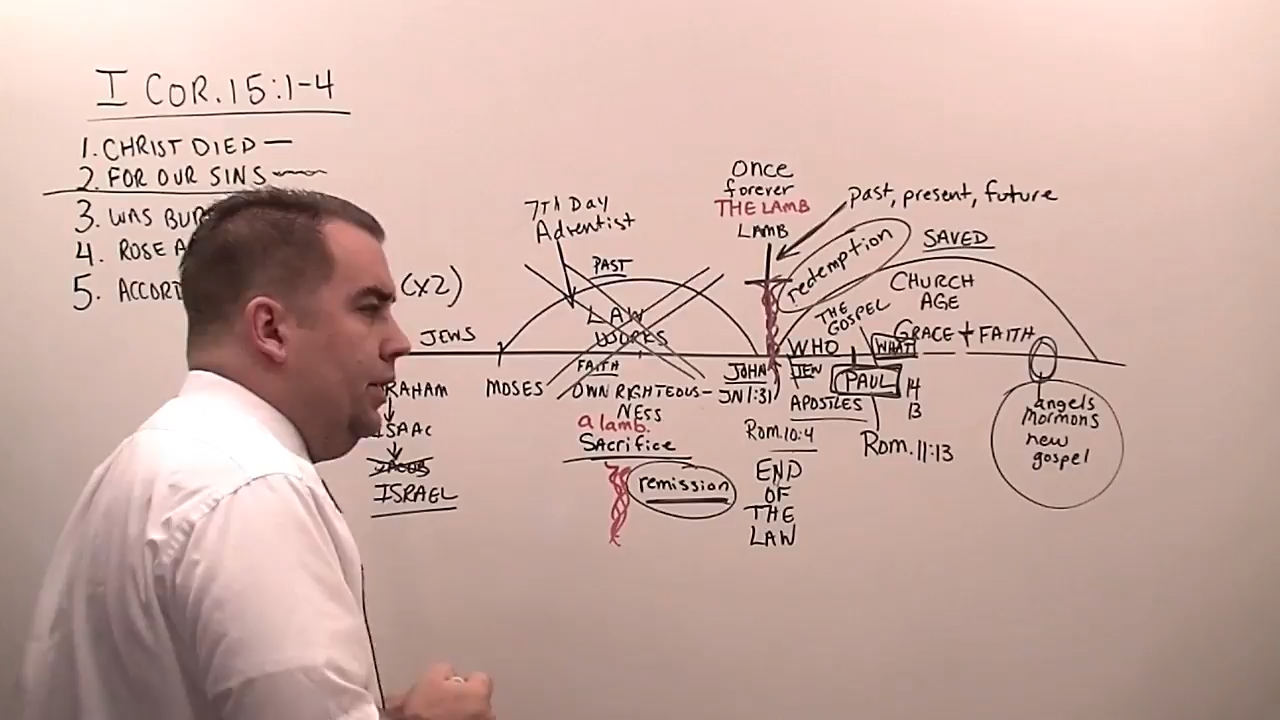 I COR. 15:1-4
1. CHRIST DIED —
2. FOR OUR SINS
3. WAS BUR
4. ROSE A
5. ACCORD
(x2)
JEWS
RAHAM
ISAAC
JACOB
ISRAEL
MOSES
7TH DAY
Adventist
PAST
LAW
WORKS
FAITH
OWN RIGHTEOUS-
NESS
a lamb.
Sacrifice
remission
Once
forever
THE LAMB
LAMB
Past, present, future
redemption
SAVED
CHURCH
AGE
THE
GOSPEL
GRACE + FAITH
WHO
WHAT
JOHN
JN 1:31
JEW
APOSTLES
PAUL
14
13
Rom. 10:4
END
OF
THE
LAW
Rom. 11:13
angels
Mormons
new
gospel